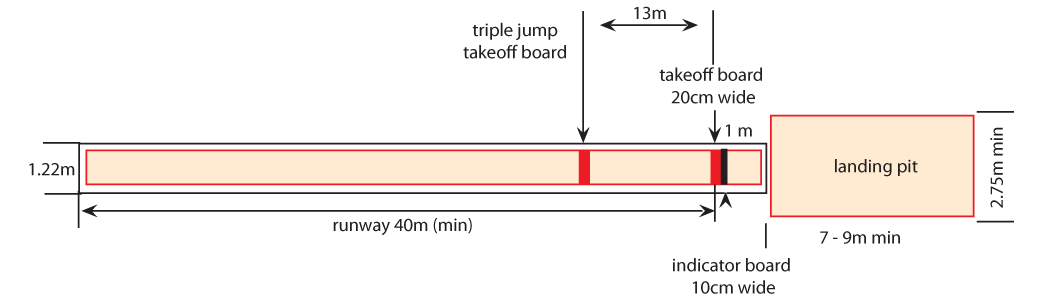 13m
triple jump
takeoff board
takeoff board
20cm wide
1 m
1.22m
landing pit
2.75m min
runway 40m (min)
7 - 9m min
indicator board
10cm wide